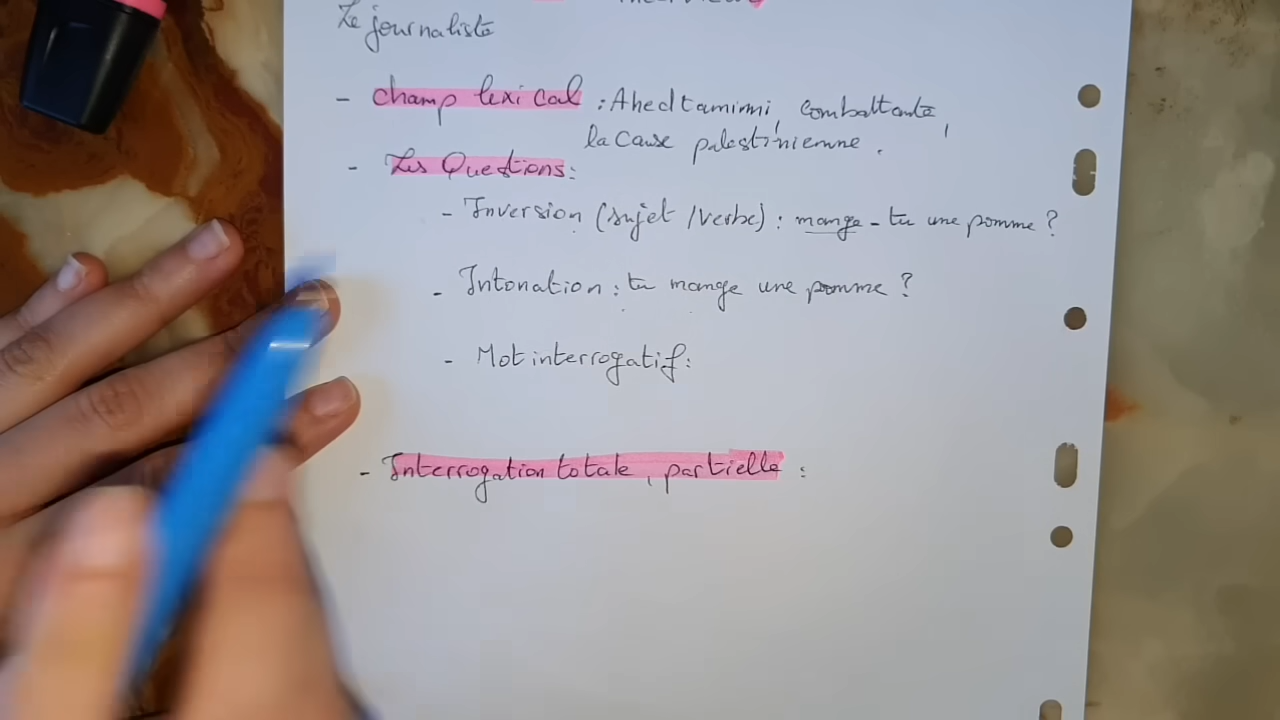 Interview
Le journaliste
- champ lexical : Ahed tamimi, combattante,
la cause palestinienne.
- Les Questions:
- Inversion (sujet / verbe) : mange - tu une pomme ?
- Intonation : tu mange une pomme ?
- Mot interrogatif :
- Interrogation totale, partielle :